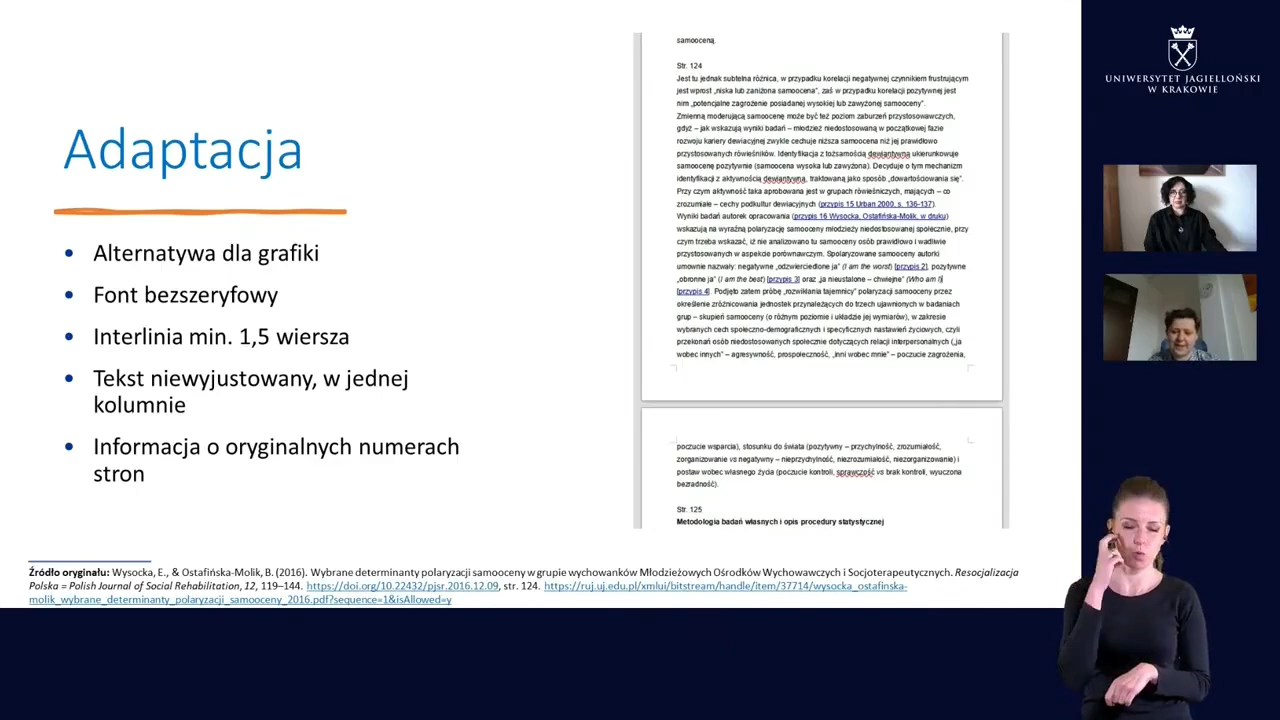 Adaptacja
• Alternatywa dla grafiki
• Font bezszeryfowy
• Interlinia min. 1,5 wiersza
• Tekst niewyjustowany, w jednej
kolumnie
• Informacja o oryginalnych numerach
stron
samooceną.
Str. 124
Jest tu jednak subtelna różnica, w przypadku korelacji negatywnej czynnikiem frustrującym
jest wprost „niska lub zaniżona samoocena”, zaś w przypadku korelacji pozytywnej jest
nim „potencjalne zagrożenie posiadanej wysokiej lub zawyżonej samooceny”.
Zmienną moderującą samoocenę może być też poziom zaburzeń przystosowawczych,
gdyż – jak wskazują wyniki badań – młodzież niedostosowaną w początkowej fazie
rozwoju kariery dewiacyjnej zwykle cechuje niższa samoocena niż jej prawidłowo
przystosowanych rówieśników. Identyfikacja z tożsamością dewiantywną ukierunkowuje
samoocenę pozytywnie (samoocena wysoka lub zawyżona). Decyduje o tym mechanizm
identyfikacji z aktywnością dewiantywną, traktowaną jako sposób „dowartościowania się”.
Przy czym aktywność taka aprobowana jest w grupach rówieśniczych, mających – co
zrozumiałe – cechy podkultur dewiacyjnych (przypis 15 Urban 2000, s. 136-137).
Wyniki badań autorek opracowania (przypis 16 Wysocka, Ostafińska-Molik, w druku)
wskazują na wyraźną polaryzację samooceny młodzieży niedostosowanej społecznie, przy
czym trzeba wskazać, iż nie analizowano tu samooceny osób prawidłowo i wadliwie
przystosowanych w aspekcie porównawczym. Spolaryzowane samooceny autorki
umownie nazwały: negatywne „odzwierciedlone ja” (I am the worst) [przypis 2], pozytywne
„obronne ja” (I am the best) [przypis 3] oraz „ja nieustalone – chwiejne” (Who am I)
[przypis 4]. Podjęto zatem próbę „rozwikłania tajemnicy” polaryzacji samooceny przez
określenie zróżnicowania jednostek przynależących do trzech ujawnionych w badaniach
grup – skupień samooceny (o różnym poziomie i układzie jej wymiarów), w zakresie
wybranych cech społeczno-demograficznych i specyficznych nastawień życiowych, czyli
przekonań osób niedostosowanych społecznie dotyczących relacji interpersonalnych („ja
wobec innych” – agresywność, prospołeczność, „inni wobec mnie” – poczucie zagrożenia,
poczucie wsparcia), stosunku do świata (pozytywny – przychylność, zrozumiałość,
zorganizowanie vs negatywny – nieprzychylność, niezrozumiałość, niezorganizowanie) i
postaw wobec własnego życia (poczucie kontroli, sprawczość vs brak kontroli, wyuczona
bezradność).
Str. 125
Metodologia badań własnych i opis procedury statystycznej
Źródło oryginału: Wysocka, E., & Ostafińska-Molik, B. (2016). Wybrane determinanty polaryzacji samooceny w grupie wychowanków Młodzieżowych Ośrodków Wychowawczych i Socjoterapeutycznych. Resocjalizacja
Polska = Polish Journal of Social Rehabilitation, 12, 119–144. https://doi.org/10.22432/pjsr.2016.12.09, str. 124. https://ruj.uj.edu.pl/xmlui/bitstream/handle/item/37714/wysocka_ostafinska-
molik_wybrane_determinanty_polaryzacji_samooceny_2016.pdf?sequence=1&isAllowed=y
UNIWERSYTET JAGIELLOŃSKI
W KRAKOWIE